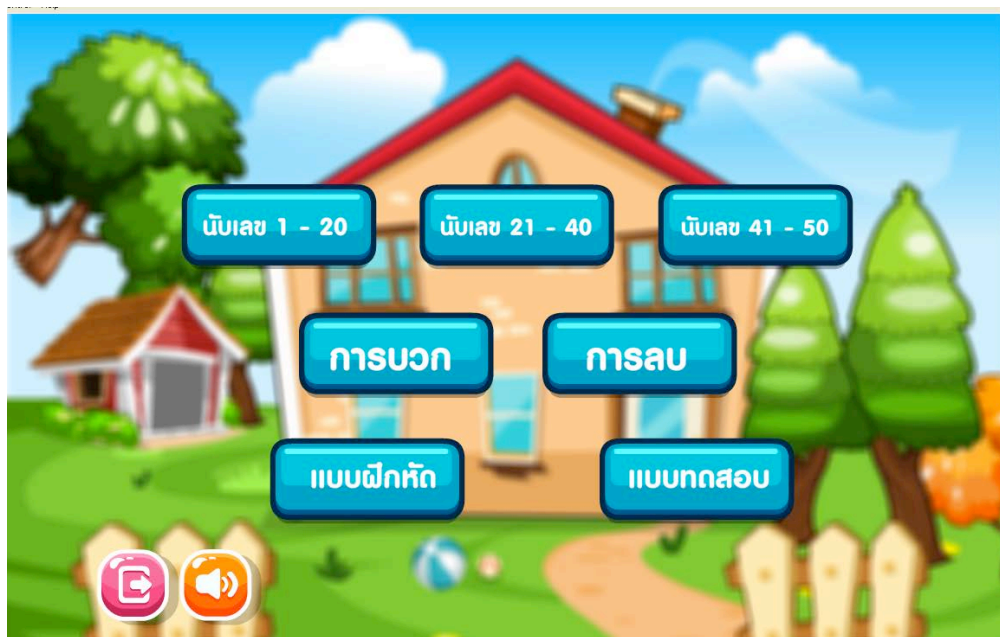 นับเลข 1 - 20
นับเลข 21 - 40
นับเลข 41 - 50
การบวก
การลบ
แบบฝึกหัด
แบบทดสอบ